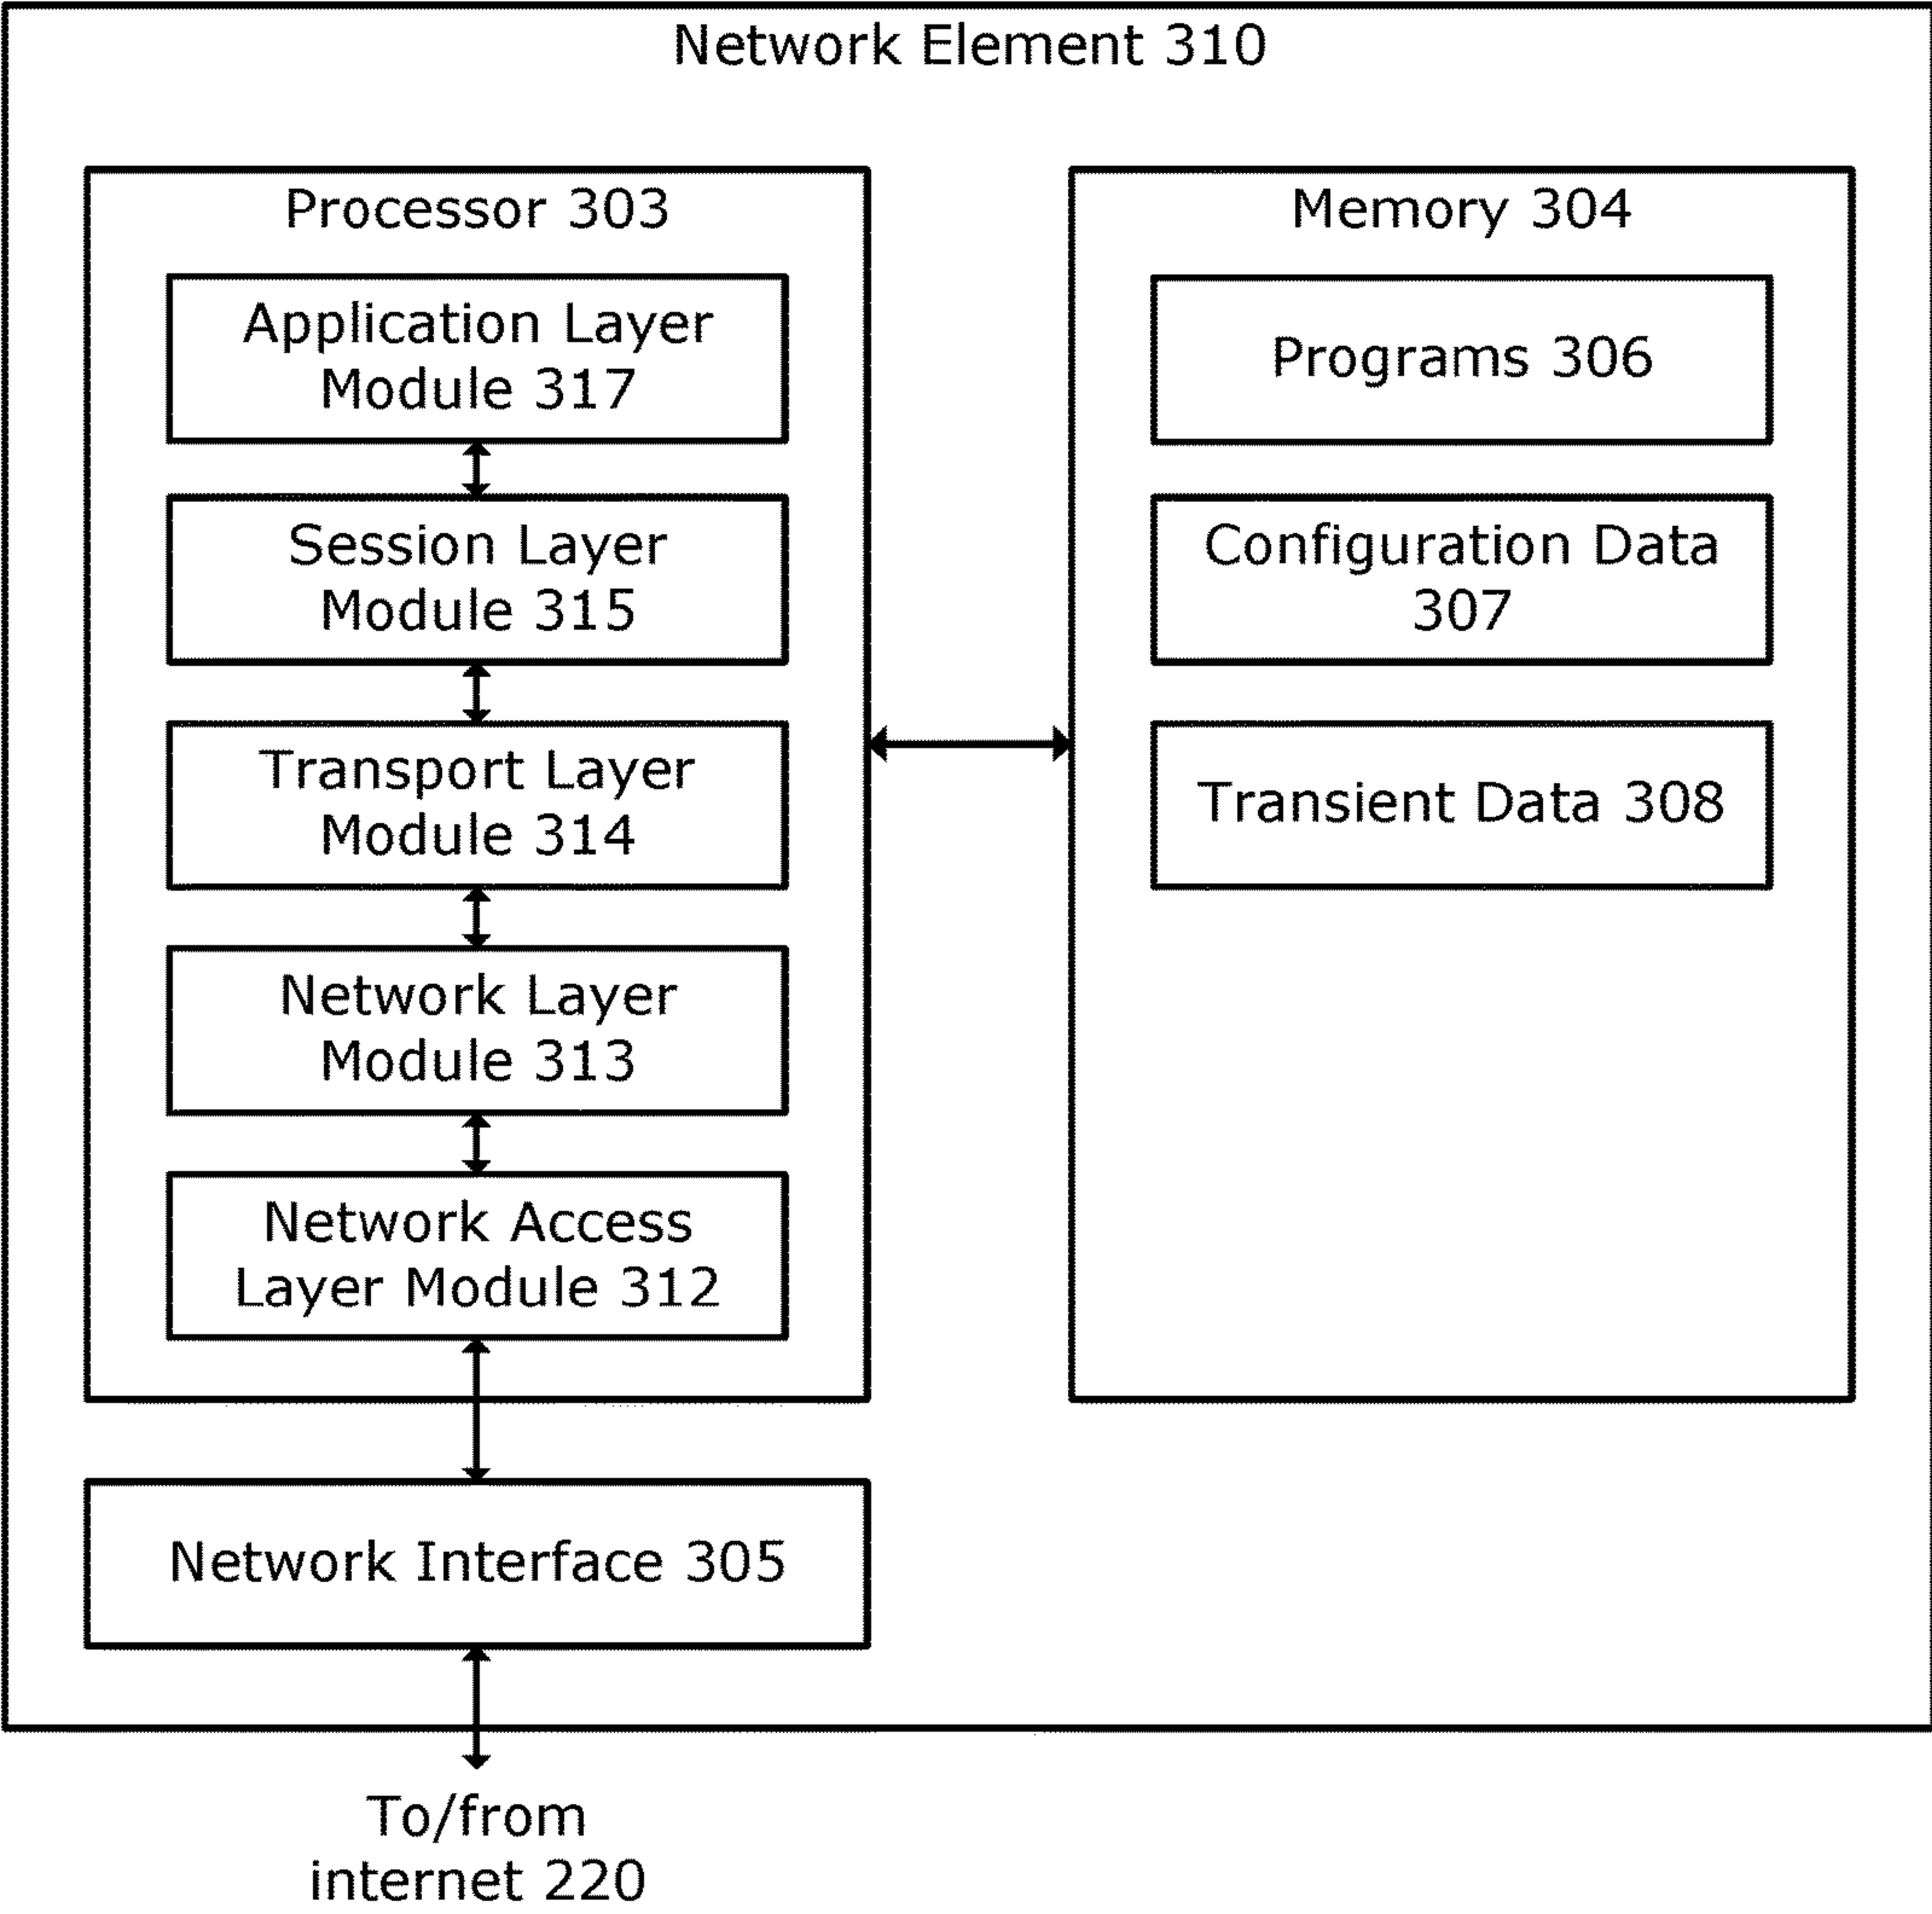 Network Element 310
Processor 303
Application Layer
Module 317
Session Layer
Module 315
Transport Layer
Module 314
Network Layer
Module 313
Network Access
Layer Module 312
Memory 304
Programs 306
Configuration Data
307
Transient Data 308
Network Interface 305
To/from
internet 220